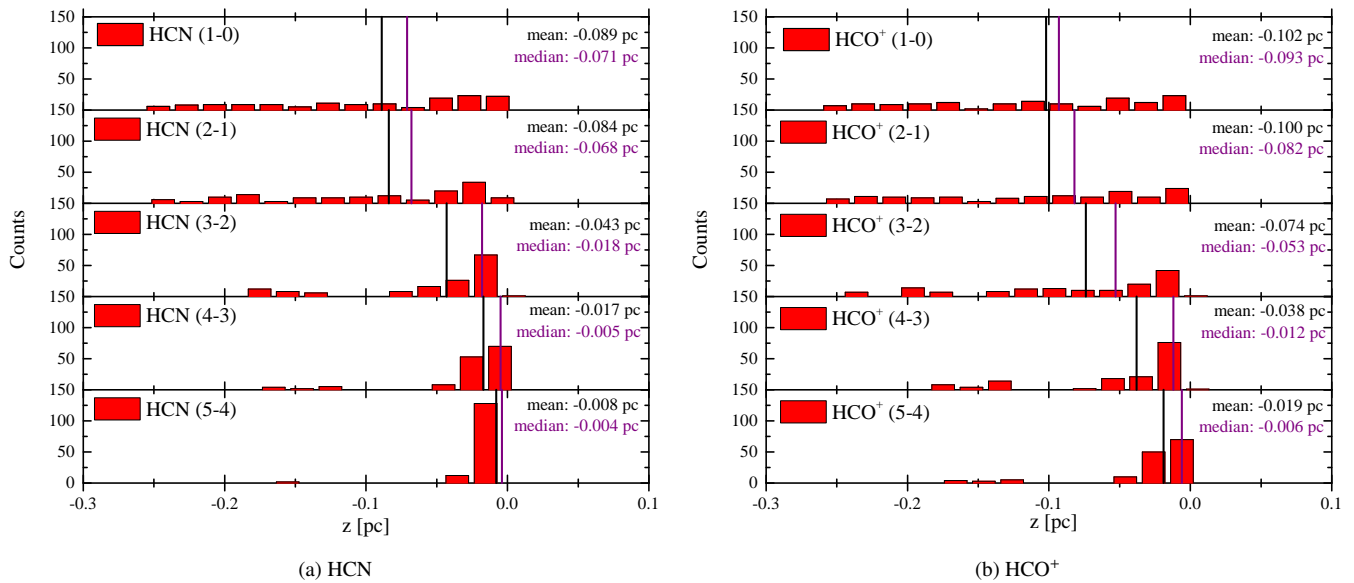 150
HCN (1-0)
mean: -0.089 pc
median: -0.071 pc
100
50
150
HCN (2-1)
mean: -0.084 pc
median: -0.068 pc
100
50
150
HCN (3-2)
mean: -0.043 pc
median: -0.018 pc
100
50
150
HCN (4-3)
mean: -0.017 pc
median: -0.005 pc
100
50
150
HCN (5-4)
mean: -0.008 pc
median: -0.004 pc
100
50
0
Counts
-0.3 -0.2 -0.1 0.0 0.1
z [pc]
(a) HCN
150
HCO⁺ (1-0)
mean: -0.102 pc
median: -0.093 pc
100
50
150
HCO⁺ (2-1)
mean: -0.100 pc
median: -0.082 pc
100
50
150
HCO⁺ (3-2)
mean: -0.074 pc
median: -0.053 pc
100
50
150
HCO⁺ (4-3)
mean: -0.038 pc
median: -0.012 pc
100
50
150
HCO⁺ (5-4)
mean: -0.019 pc
median: -0.006 pc
100
50
0
Counts
-0.3 -0.2 -0.1 0.0 0.1
z [pc]
(b) HCO⁺